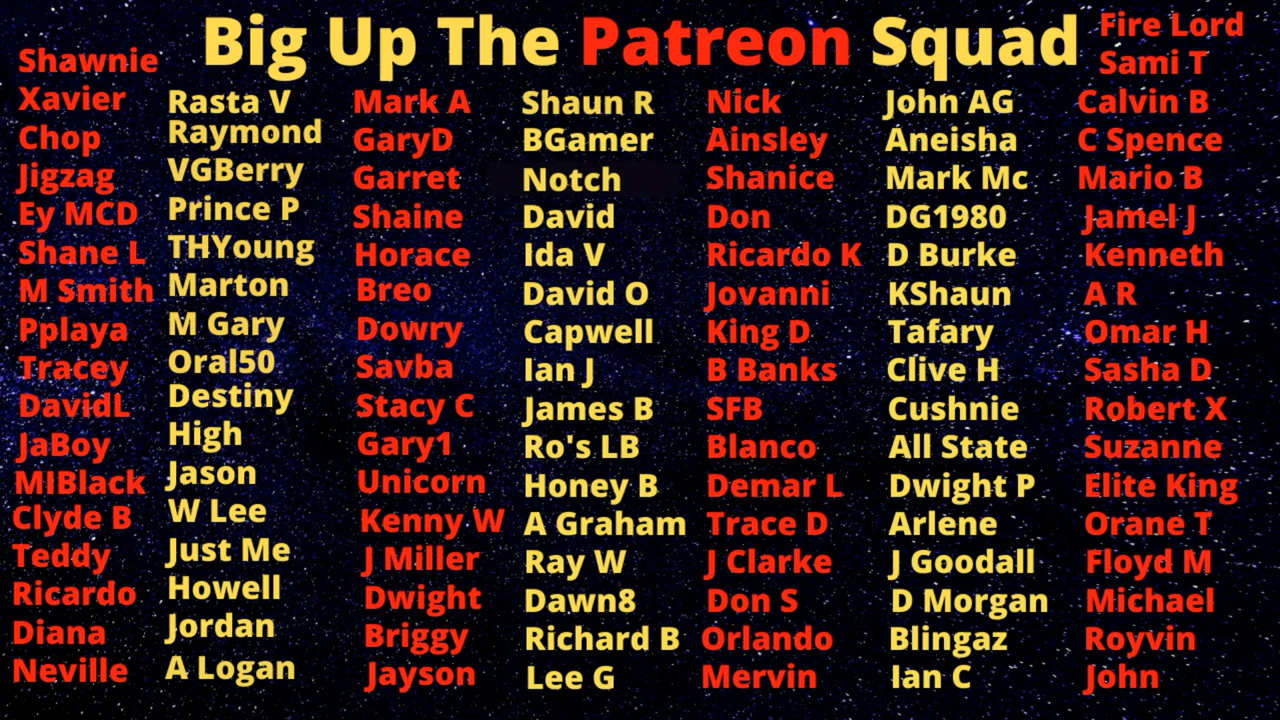 Big Up The Patreon Squad
Shawnie
Xavier
Chop
Jigzag
Ey MCD
Shane L
M Smith
Pplaya
Tracey
DavidL
JaBoy
MIBlack
Clyde B
Teddy
Ricardo
Diana
Neville
Rasta V
Raymond
VGBerry
Prince P
THYoung
Marton
M Gary
Oral50
Destiny
High
Jason
W Lee
Just Me
Howell
Jordan
A Logan
Mark A
GaryD
Garret
Shaine
Horace
Breo
Dowry
Savba
Stacy C
Gary1
Unicorn
Kenny W
J Miller
Dwight
Briggy
Jayson
Shaun R
BGamer
Notch
David
Ida V
David O
Capwell
Ian J
James B
Ro's LB
Honey B
A Graham
Ray W
Dawn8
Richard B
Lee G
Nick
Ainsley
Shanice
Don
Ricardo K
Jovanni
King D
B Banks
SFB
Blanco
Demar L
Trace D
J Clarke
Don S
Orlando
Mervin
John AG
Aneisha
Mark Mc
DG1980
D Burke
KShaun
Tafary
Clive H
Cushnie
All State
Dwight P
Arlene
J Goodall
D Morgan
Blingaz
Ian C
Fire Lord
Sami T
Calvin B
C Spence
Mario B
Jamel J
Kenneth
A R
Omar H
Sasha D
Robert X
Suzanne
Elite King
Orane T
Floyd M
Michael
Royvin
John